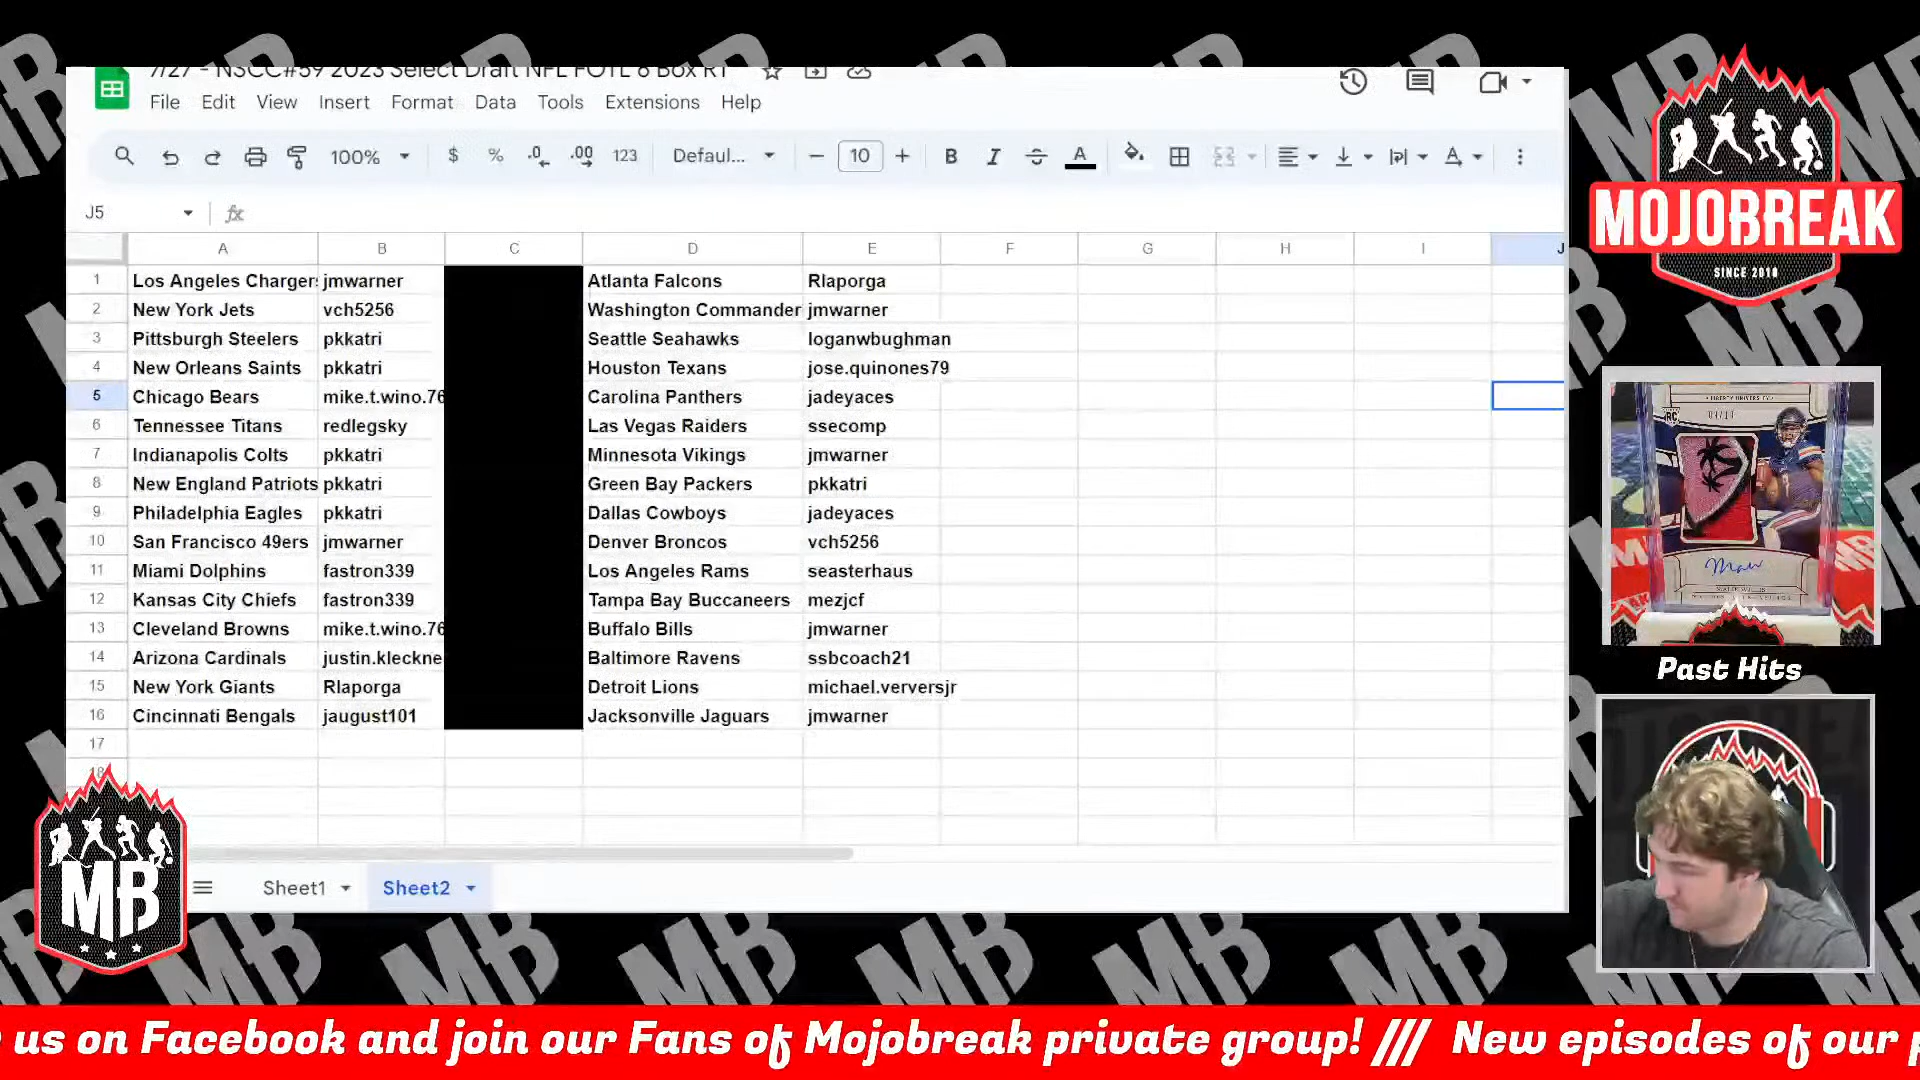 7/27 - NSCC#59 2023 Select Draft NFL FOTL 6 Box RT
File Edit View Insert Format Data Tools Extensions Help
100% $ % .0 .00 123 Defaul... 10 B I A
J5 fx
A B C D E F G H I J
1 Los Angeles Chargers jmwarner Atlanta Falcons Rlaporga
2 New York Jets vch5256 Washington Commander jmwarner
3 Pittsburgh Steelers pkkatri Seattle Seahawks loganwbughman
4 New Orleans Saints pkkatri Houston Texans jose.quinones79
5 Chicago Bears mike.t.wino.76 Carolina Panthers jadeyaces
6 Tennessee Titans redlegsky Las Vegas Raiders ssecomp
7 Indianapolis Colts pkkatri Minnesota Vikings jmwarner
8 New England Patriots pkkatri Green Bay Packers pkkatri
9 Philadelphia Eagles pkkatri Dallas Cowboys jadeyaces
10 San Francisco 49ers jmwarner Denver Broncos vch5256
11 Miami Dolphins fastron339 Los Angeles Rams seasterhaus
12 Kansas City Chiefs fastron339 Tampa Bay Buccaneers mezjcf
13 Cleveland Browns mike.t.wino.76 Buffalo Bills jmwarner
14 Arizona Cardinals justin.kleckne Baltimore Ravens ssbcoach21
15 New York Giants Rlaporga Detroit Lions michael.verversjr
16 Cincinnati Bengals jaugust101 Jacksonville Jaguars jmwarner
17
18
Sheet1 Sheet2
MB
MOJOBREAK
SINCE 2010
LIBERTY UNIVERSITY
RC
Past Hits
us on Facebook and join our Fans of Mojobreak private group! /// New episodes of our